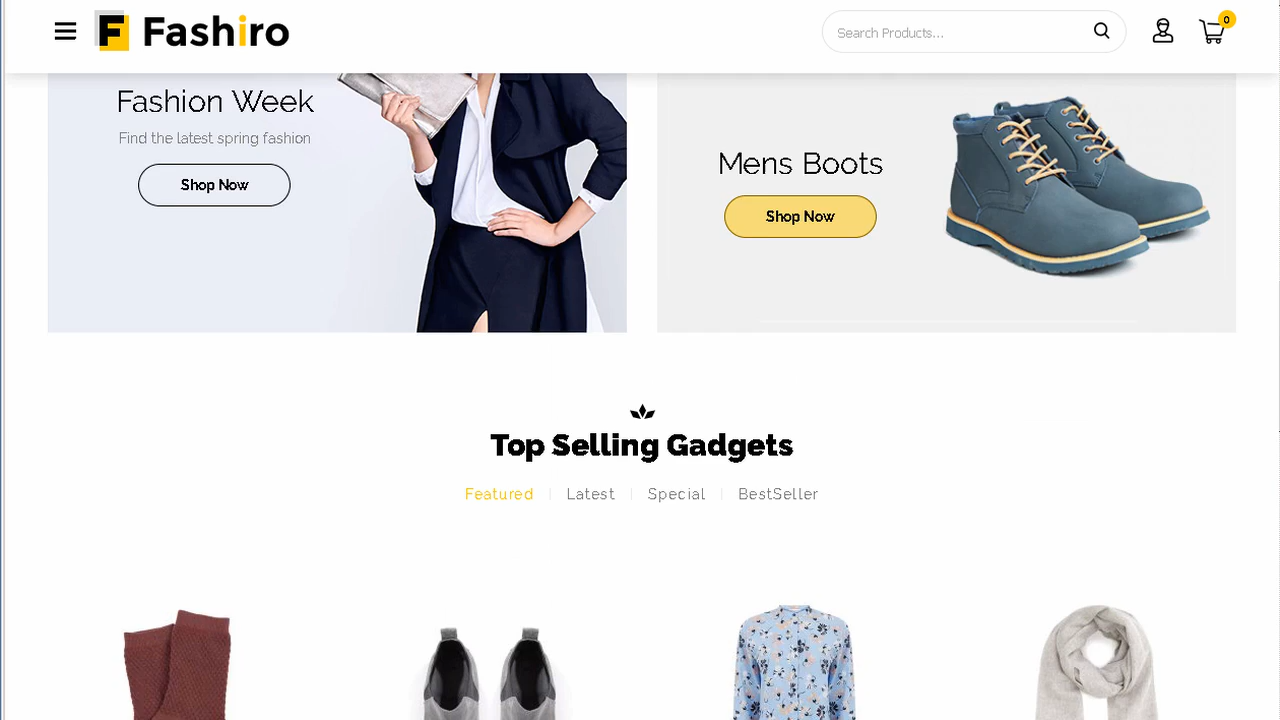 F Fashiro
Search Products...
0
Fashion Week
Find the latest spring fashion
Shop Now
Mens Boots
Shop Now
Top Selling Gadgets
Featured
Latest
Special
BestSeller